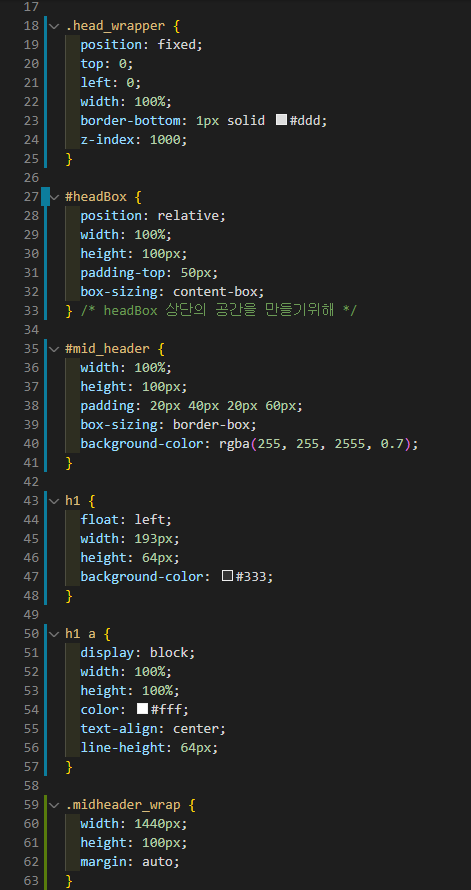 17
18 .head_wrapper {
19 position: fixed;
20 top: 0;
21 left: 0;
22 width: 100%;
23 border-bottom: 1px solid #ddd;
24 z-index: 1000;
25 }
26
27 #headBox {
28 position: relative;
29 width: 100%;
30 height: 100px;
31 padding-top: 50px;
32 box-sizing: content-box;
33 } /* headBox 상단의 공간을 만들기위해 */
34
35 #mid_header {
36 width: 100%;
37 height: 100px;
38 padding: 20px 40px 20px 60px;
39 box-sizing: border-box;
40 background-color: rgba(255, 255, 2555, 0.7);
41 }
42
43 h1 {
44 float: left;
45 width: 193px;
46 height: 64px;
47 background-color: #333;
48 }
49
50 h1 a {
51 display: block;
52 width: 100%;
53 height: 100%;
54 color: #fff;
55 text-align: center;
56 line-height: 64px;
57 }
58
59 .midheader_wrap {
60 width: 1440px;
61 height: 100px;
62 margin: auto;
63 }